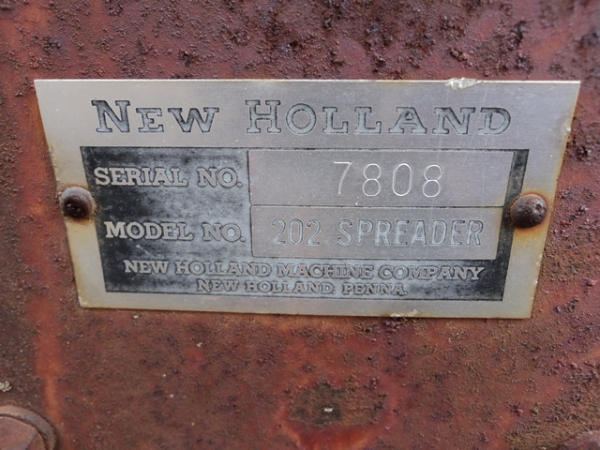 NEW HOLLAND
SERIAL NO. 7808
MODEL NO. 202 SPREADER
NEW HOLLAND MACHINE COMPANY
NEW HOLLAND PENNA.